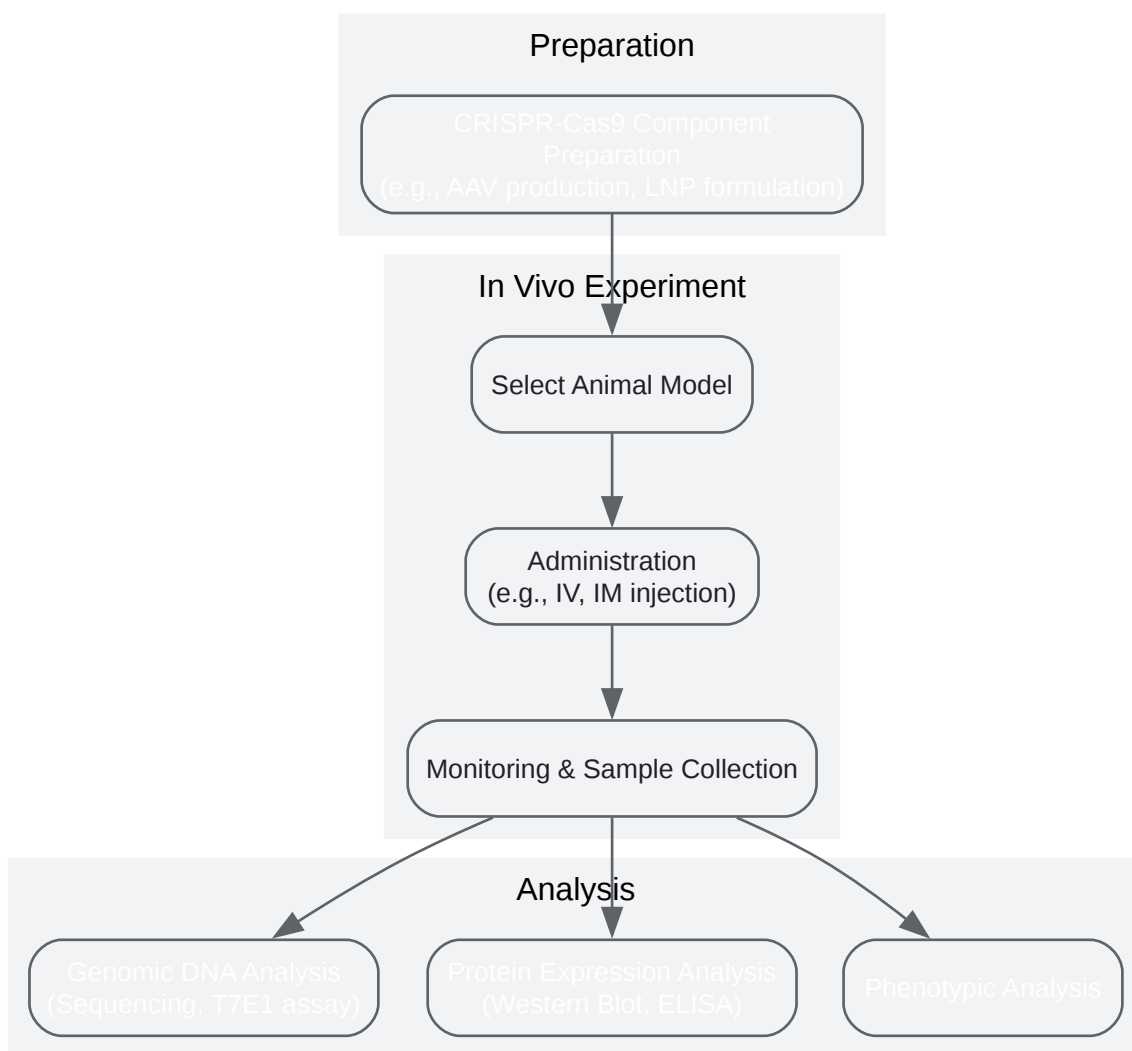 Preparation
CRISPR-Cas9 Component
Preparation
(e.g., AAV production, LNP formulation)
In Vivo Experiment
Select Animal Model
Administration
(e.g., IV, IM injection)
Monitoring & Sample Collection
Analysis
Genomic DNA Analysis
(Sequencing, T7E1 assay)
Protein Expression Analysis
(Western Blot, ELISA)
Phenotypic Analysis